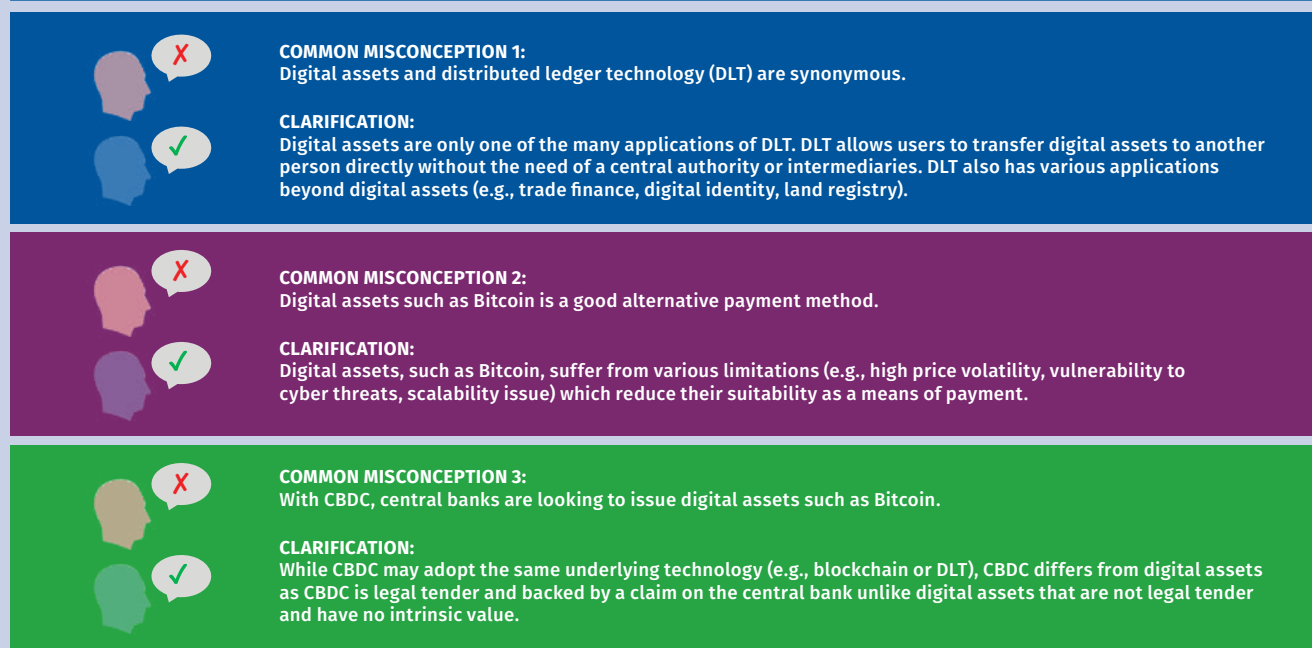 COMMON MISCONCEPTION 1:
Digital assets and distributed ledger technology (DLT) are synonymous.
CLARIFICATION:
Digital assets are only one of the many applications of DLT. DLT allows users to transfer digital assets to another
person directly without the need of a central authority or intermediaries. DLT also has various applications
beyond digital assets (e.g., trade finance, digital identity, land registry).
COMMON MISCONCEPTION 2:
Digital assets such as Bitcoin is a good alternative payment method.
CLARIFICATION:
Digital assets, such as Bitcoin, suffer from various limitations (e.g., high price volatility, vulnerability to
cyber threats, scalability issue) which reduce their suitability as a means of payment.
COMMON MISCONCEPTION 3:
With CBDC, central banks are looking to issue digital assets such as Bitcoin.
CLARIFICATION:
While CBDC may adopt the same underlying technology (e.g., blockchain or DLT), CBDC differs from digital assets
as CBDC is legal tender and backed by a claim on the central bank unlike digital assets that are not legal tender
and have no intrinsic value.